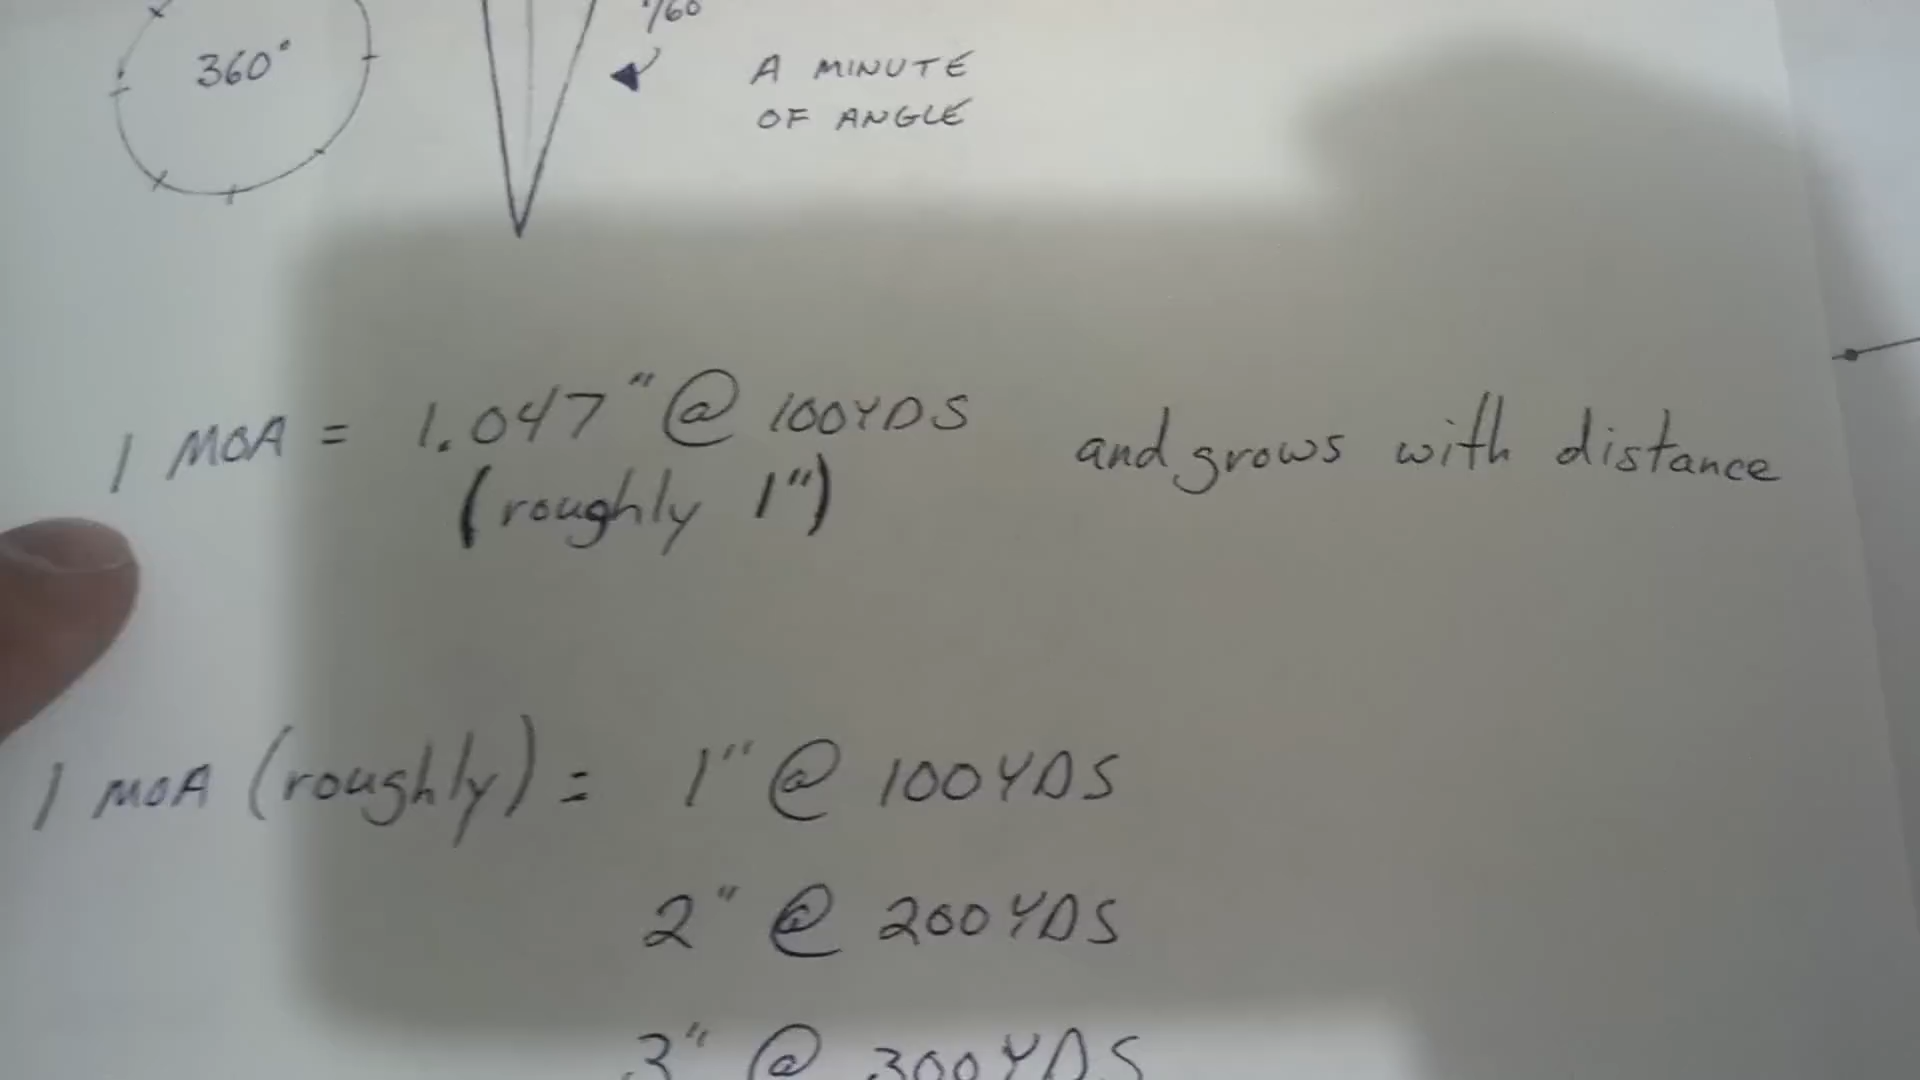 360°
1/60
A MINUTE
OF ANGLE
1 MOA = 1.047" @ 100YDS and grows with distance
(roughly 1")
1 MOA (roughly) = 1" @ 100YDS
2" @ 200YDS
3" @ 300YDS